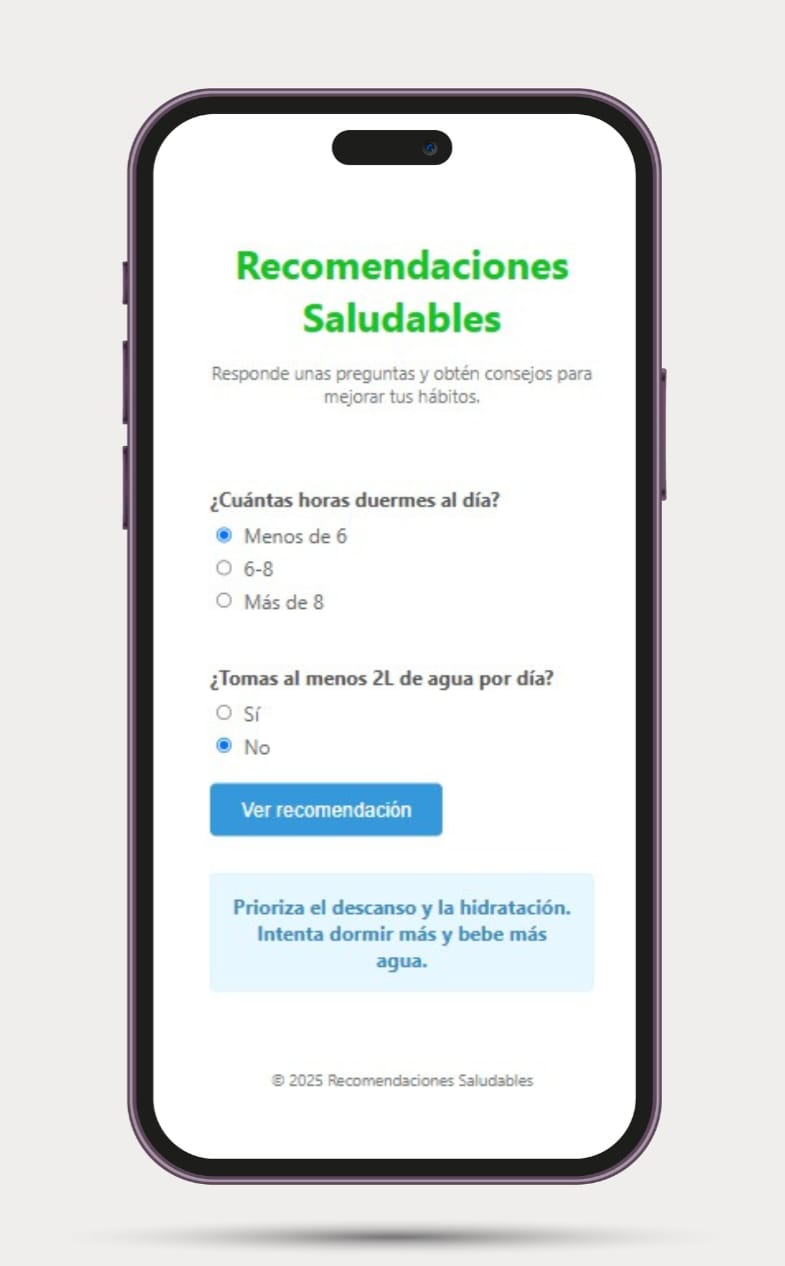 Recomendaciones
Saludables
Responde unas preguntas y obtén consejos para
mejorar tus hábitos.
¿Cuántas horas duermes al día?
Menos de 6
6-8
Más de 8
¿Tomas al menos 2L de agua por día?
Sí
No
Ver recomendación
Prioriza el descanso y la hidratación.
Intenta dormir más y bebe más
agua.
© 2025 Recomendaciones Saludables